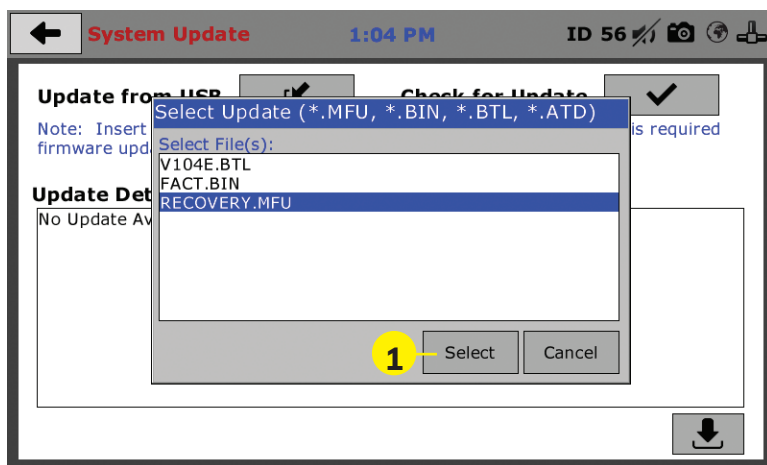 System Update 1:04 PM ID 56
Update from USB Check for Update
Select Update (*.MFU, *.BIN, *.BTL, *.ATD)
Note: Insert is required
firmware upd
Select File(s):
V104E.BTL
FACT.BIN
RECOVERY.MFU
Update Det
No Update Av
1 Select Cancel